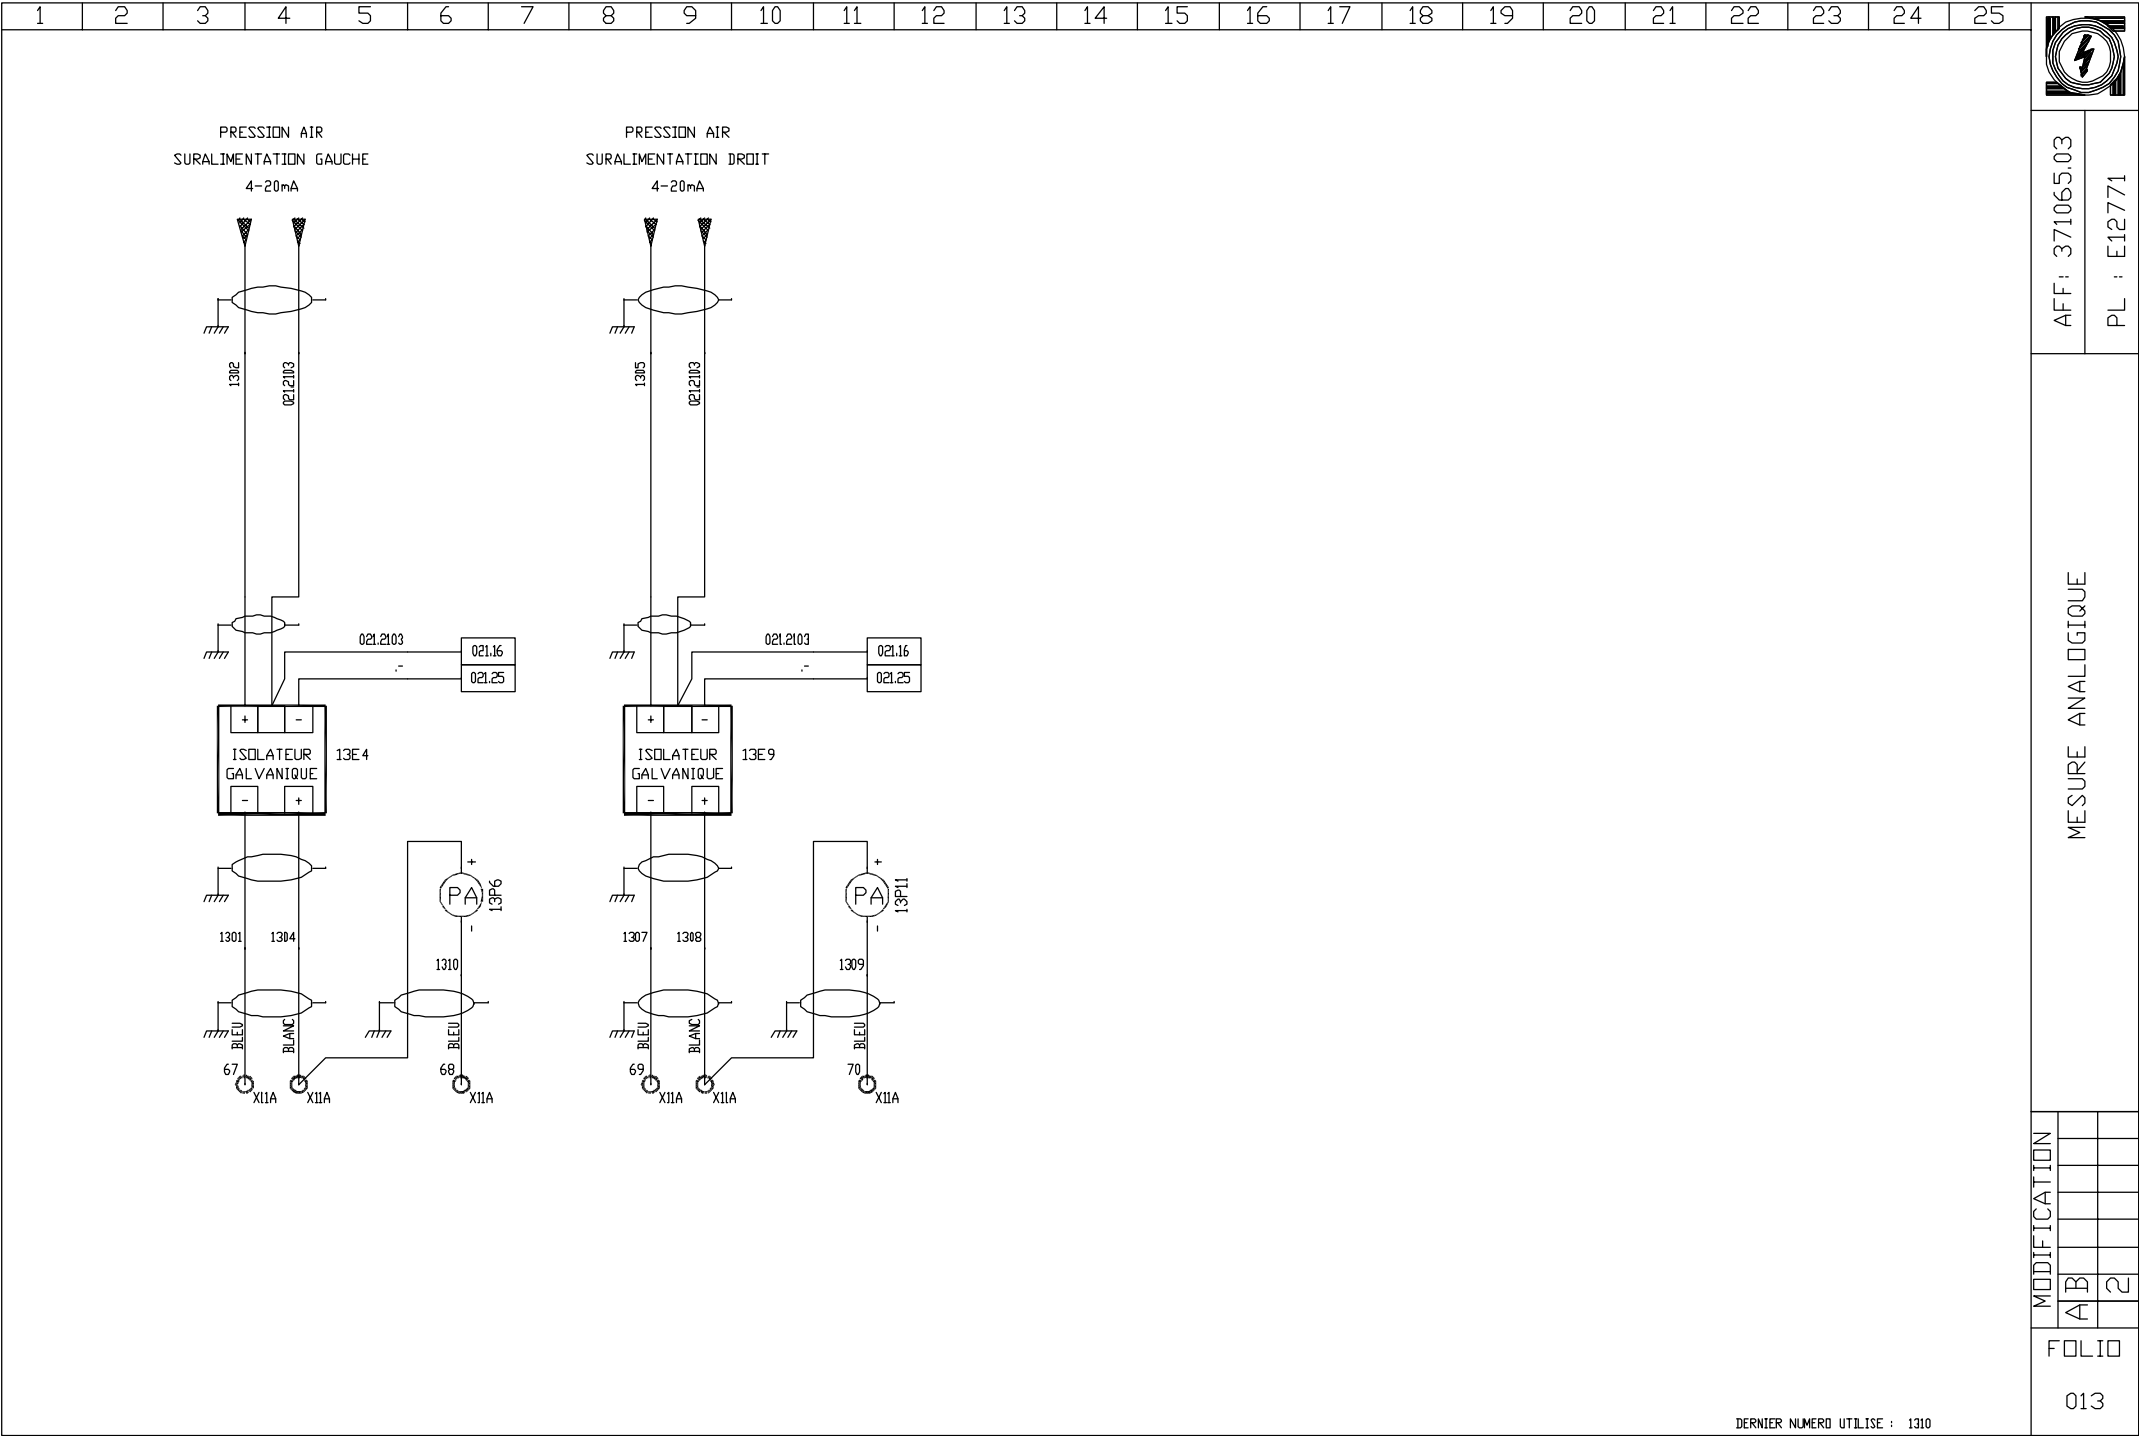 1 2 3 4 5 6 7 8 9 10 11 12 13 14 15 16 17 18 19 20 21 22 23 24 25
PRESSION AIR
SURALIMENTATION GAUCHE
4-20mA
PRESSION AIR
SURALIMENTATION DROIT
4-20mA
1302
0212103
1305
0212103
021.2103
021.16
.-
021.25
021.2103
021.16
.-
021.25
+ -
ISOLATEUR
GALVANIQUE
- +
13E4
+ -
ISOLATEUR
GALVANIQUE
- +
13E9
+
PA
13P6
-
+
PA
13P11
-
1301
1304
1310
1307
1308
1309
BLEU
BLANC
BLEU
BLEU
BLANC
BLEU
67
X11A
X11A
68
X11A
69
X11A
X11A
70
X11A
AFF: 371065.03
PL : E12771
MESURE ANALOGIQUE
MODIFICATION
A B
2
FOLIO
013
DERNIER NUMERO UTILISE : 1310